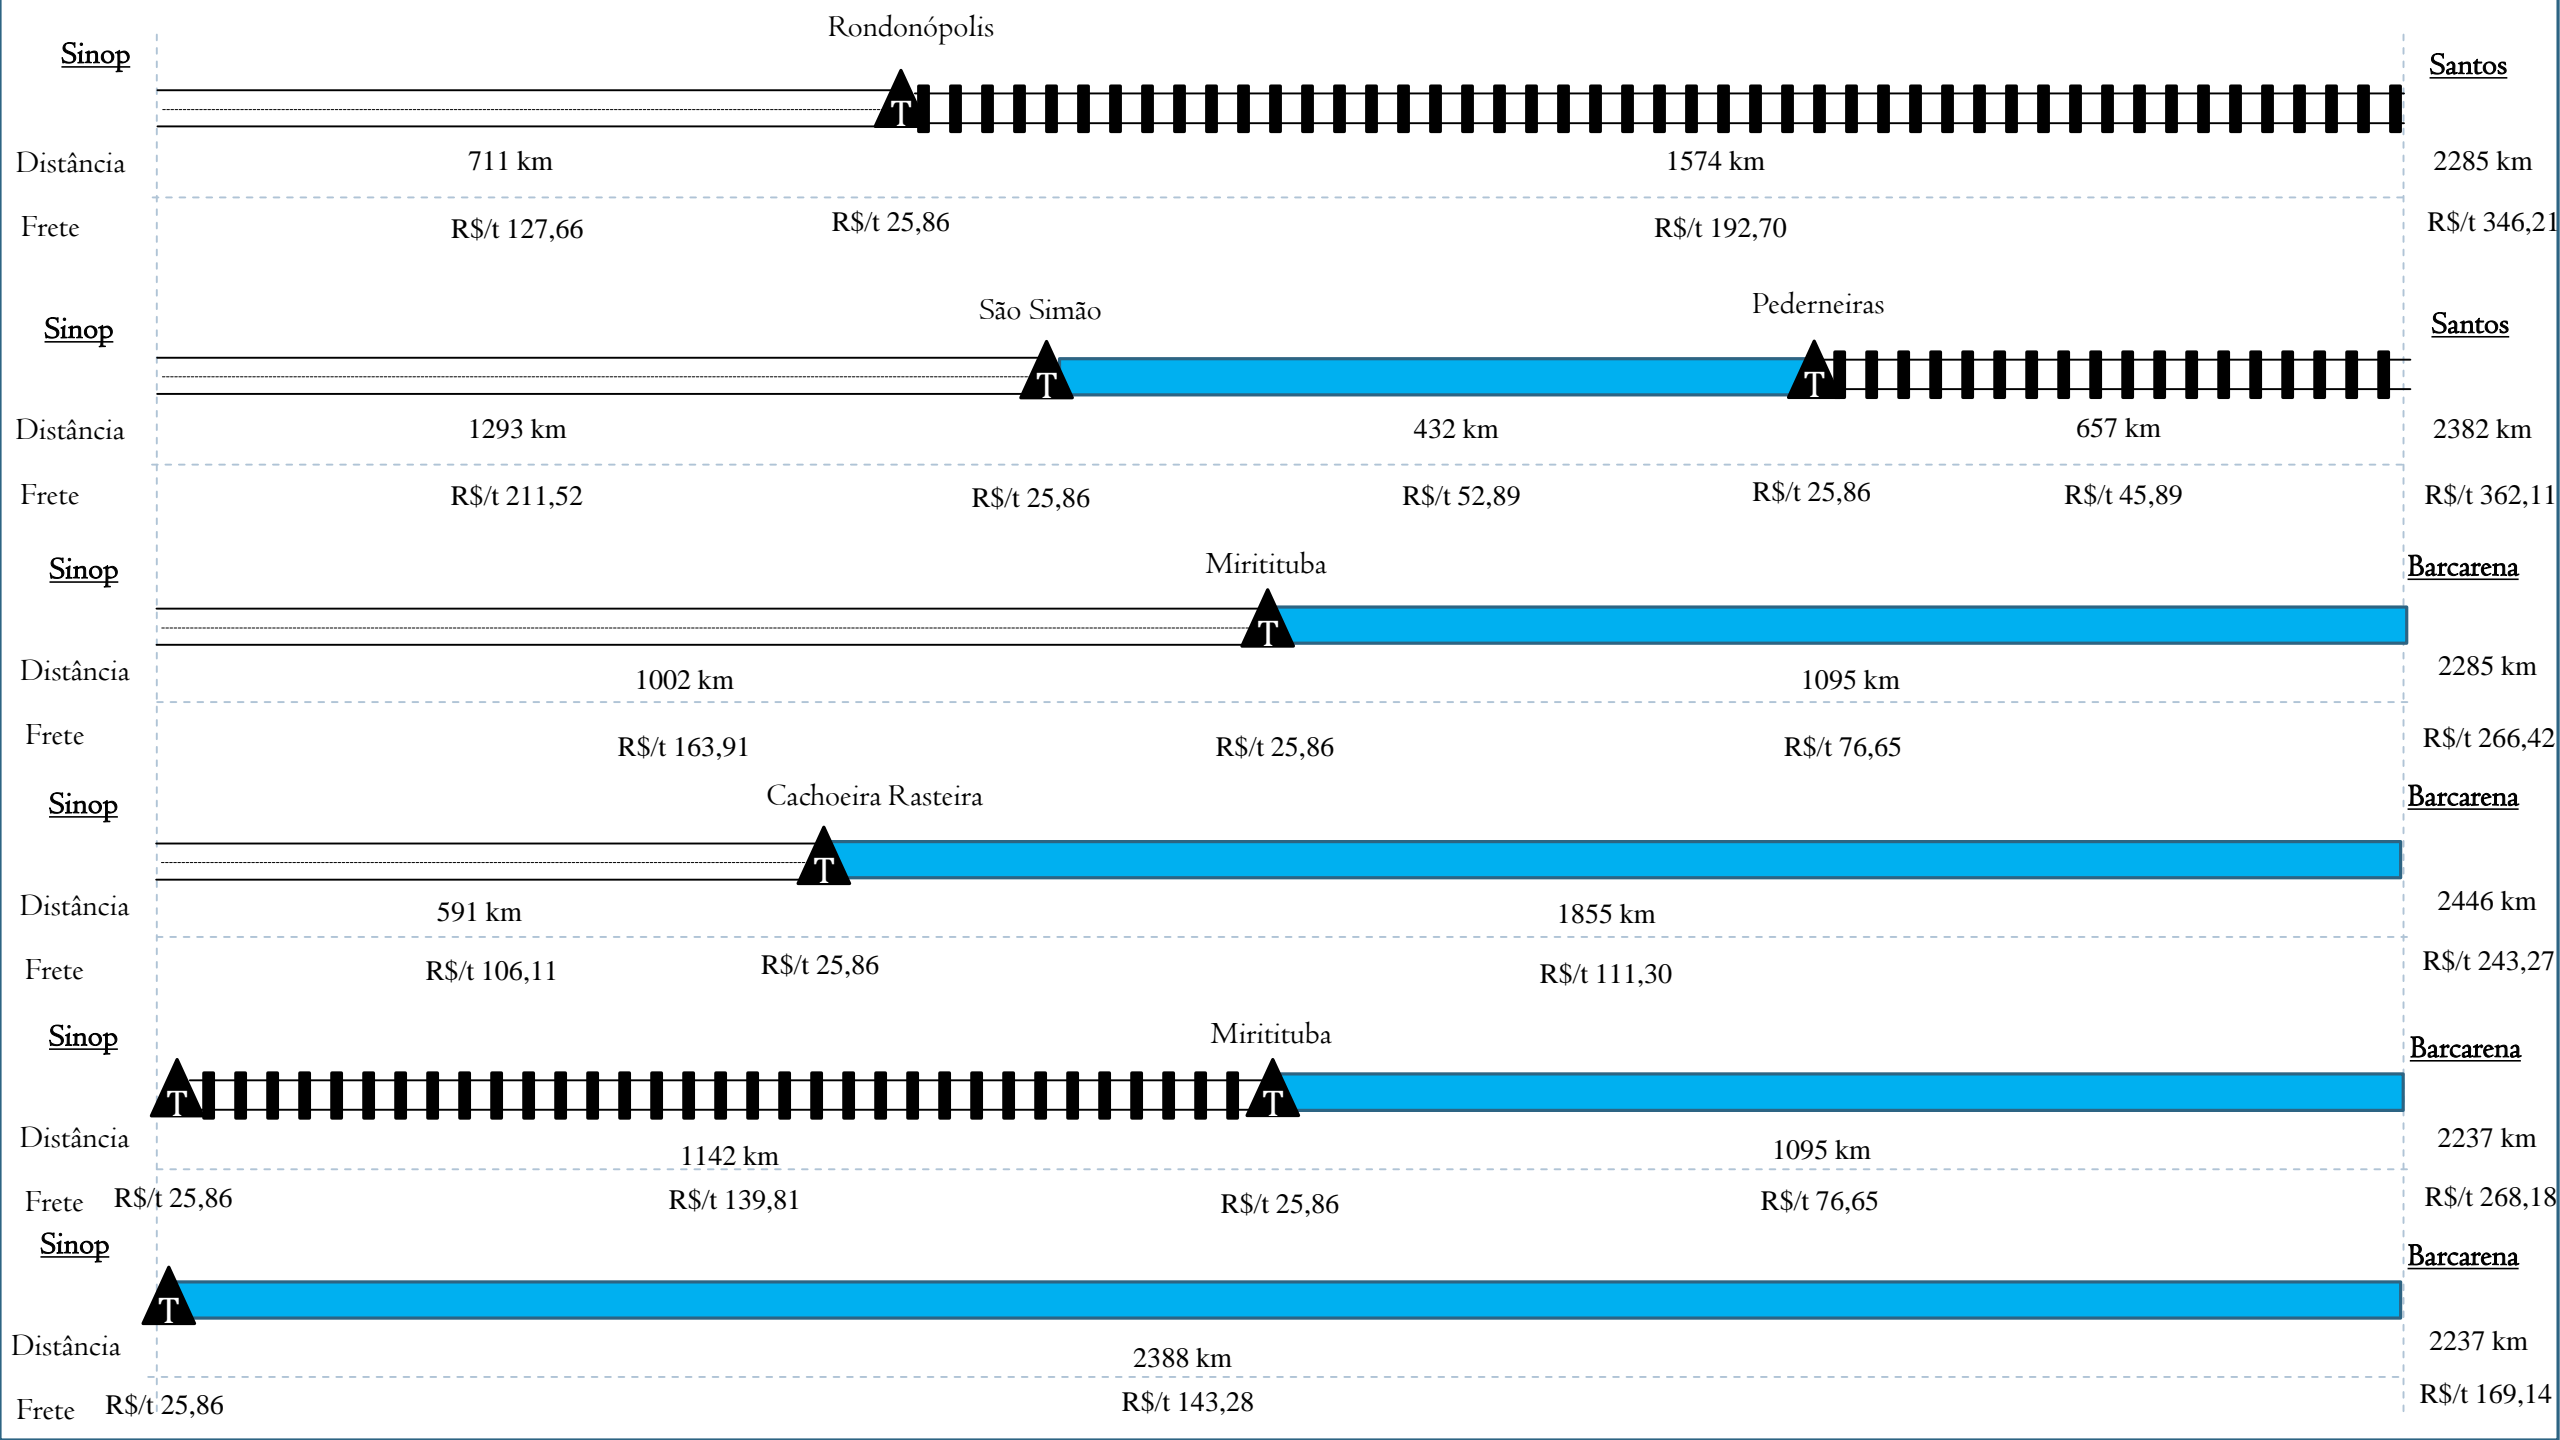 Rondonópolis
Sinop
Santos
T
Distância 711 km 1574 km 2285 km
Frete R$/t 127,66 R$/t 25,86 R$/t 192,70 R$/t 346,21
São Simão Pederneiras
Sinop Santos
T T
Distância 1293 km 432 km 657 km 2382 km
Frete R$/t 211,52 R$/t 25,86 R$/t 52,89 R$/t 25,86 R$/t 45,89 R$/t 362,11
Miritituba
Sinop Barcarena
T
Distância 1002 km 1095 km 2285 km
Frete R$/t 163,91 R$/t 25,86 R$/t 76,65 R$/t 266,42
Cachoeira Rasteira
Sinop Barcarena
T
Distância 591 km 1855 km 2446 km
Frete R$/t 106,11 R$/t 25,86 R$/t 111,30 R$/t 243,27
Sinop Miritituba Barcarena
T T
Distância 1142 km 1095 km 2237 km
Frete R$/t 25,86 R$/t 139,81 R$/t 25,86 R$/t 76,65 R$/t 268,18
Sinop Barcarena
T
Distância 2388 km 2237 km
Frete R$/t 25,86 R$/t 143,28 R$/t 169,14